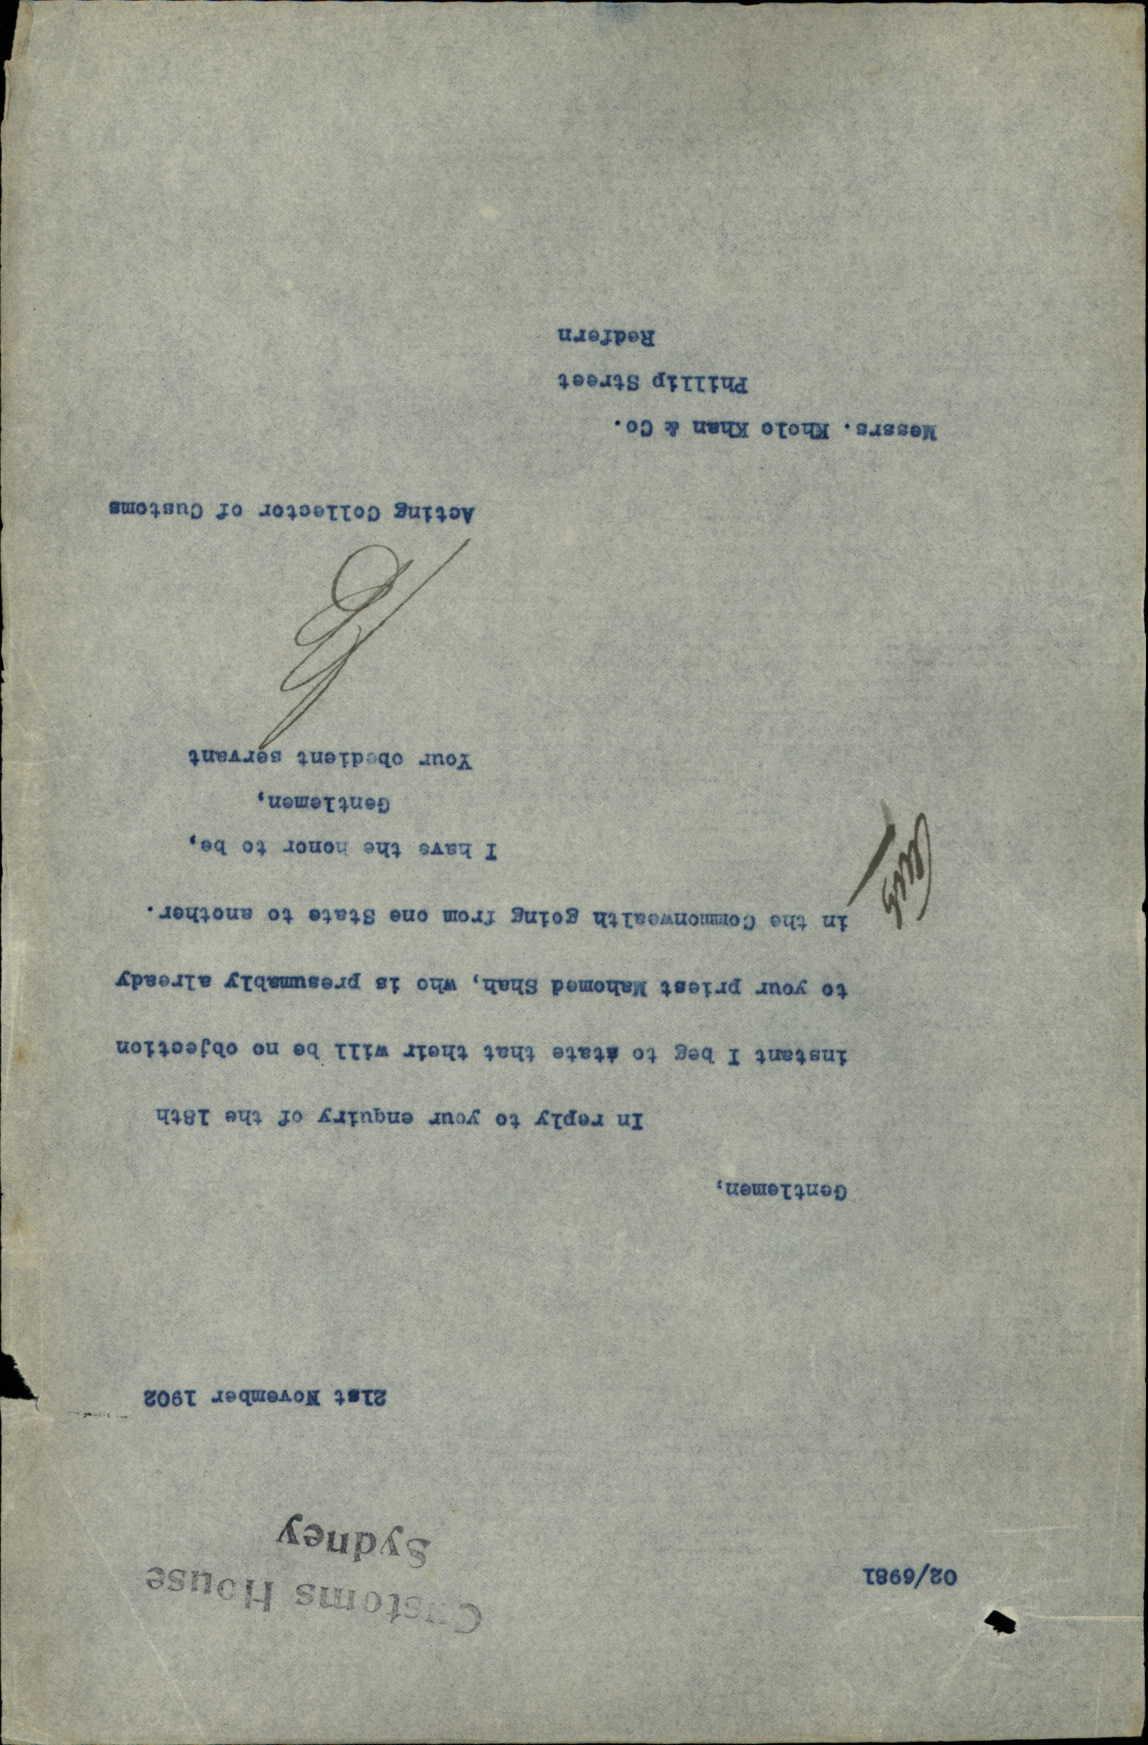 02/6981
Customs House
Sydney
21st November 1902
Gentlemen,
In reply to your enquiry of the 18th
instant I beg to state that their will be no objection
to your priest Mahomed Shah, who is presumably already
in the Commonwealth going from one State to another.
I have the honor to be,
Gentlemen,
Your obedient servant
Acting Collector of Customs
Messrs. Kholo Khan & Co.
Phillip Street
Redfern